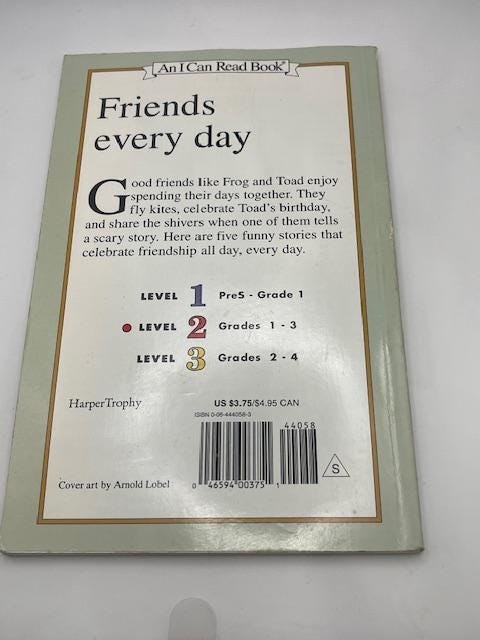 An I Can Read Book®
Friends
every day
Good friends like Frog and Toad enjoy
spending their days together. They
fly kites, celebrate Toad's birthday,
and share the shivers when one of them tells
a scary story. Here are five funny stories that
celebrate friendship all day, every day.
LEVEL 1 PreS - Grade 1
LEVEL 2 Grades 1 - 3
LEVEL 3 Grades 2 - 4
HarperTrophy
US $3.75/$4.95 CAN
ISBN 0-06-444058-3
44058
0 46594 00375 1
S
Cover art by Arnold Lobel